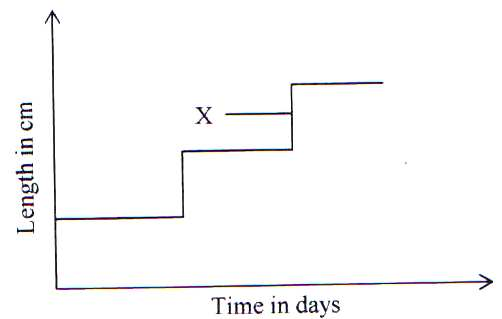 X
Length in cm
Time in days